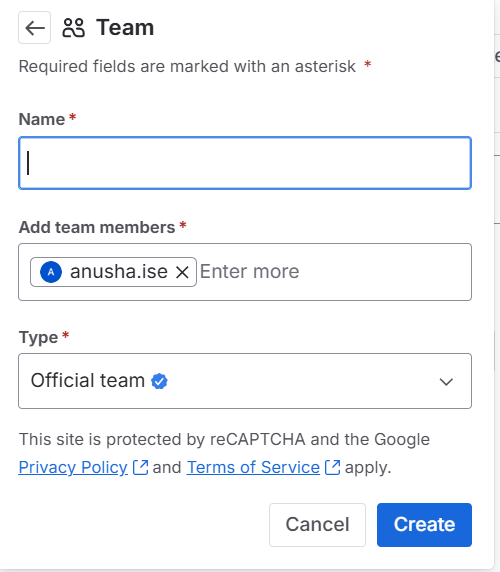 Team
Required fields are marked with an asterisk *
Name *
Add team members *
A anusha.ise Enter more
Type *
Official team
This site is protected by reCAPTCHA and the Google
Privacy Policy and Terms of Service apply.
Cancel Create